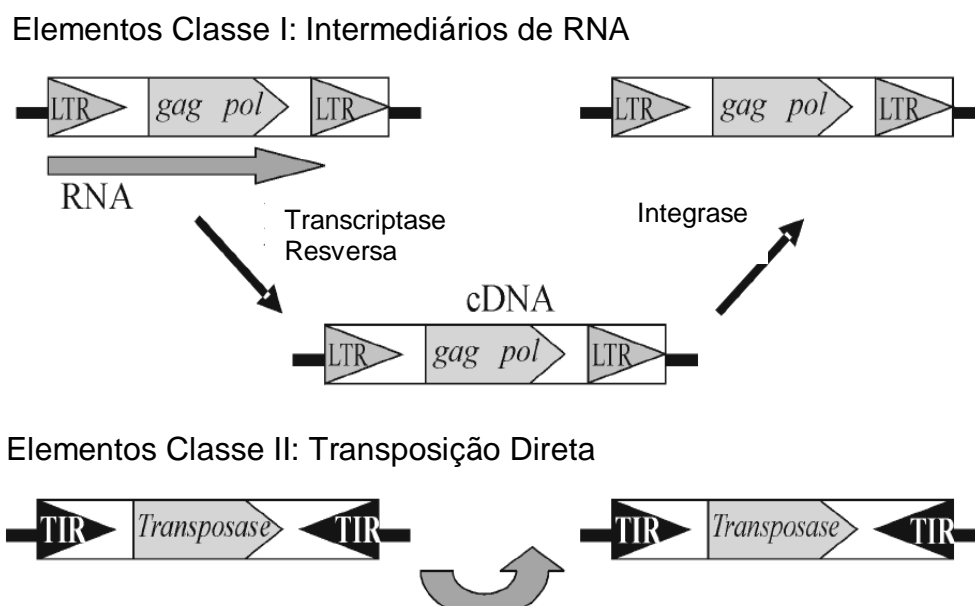 Elementos Classe I: Intermediários de RNA
LTR gag pol LTR LTR gag pol LTR
RNA
Transcriptase
Resversa
Integrase
cDNA
LTR gag pol LTR
Elementos Classe II: Transposição Direta
TIR Transposase TIR TIR Transposase TIR